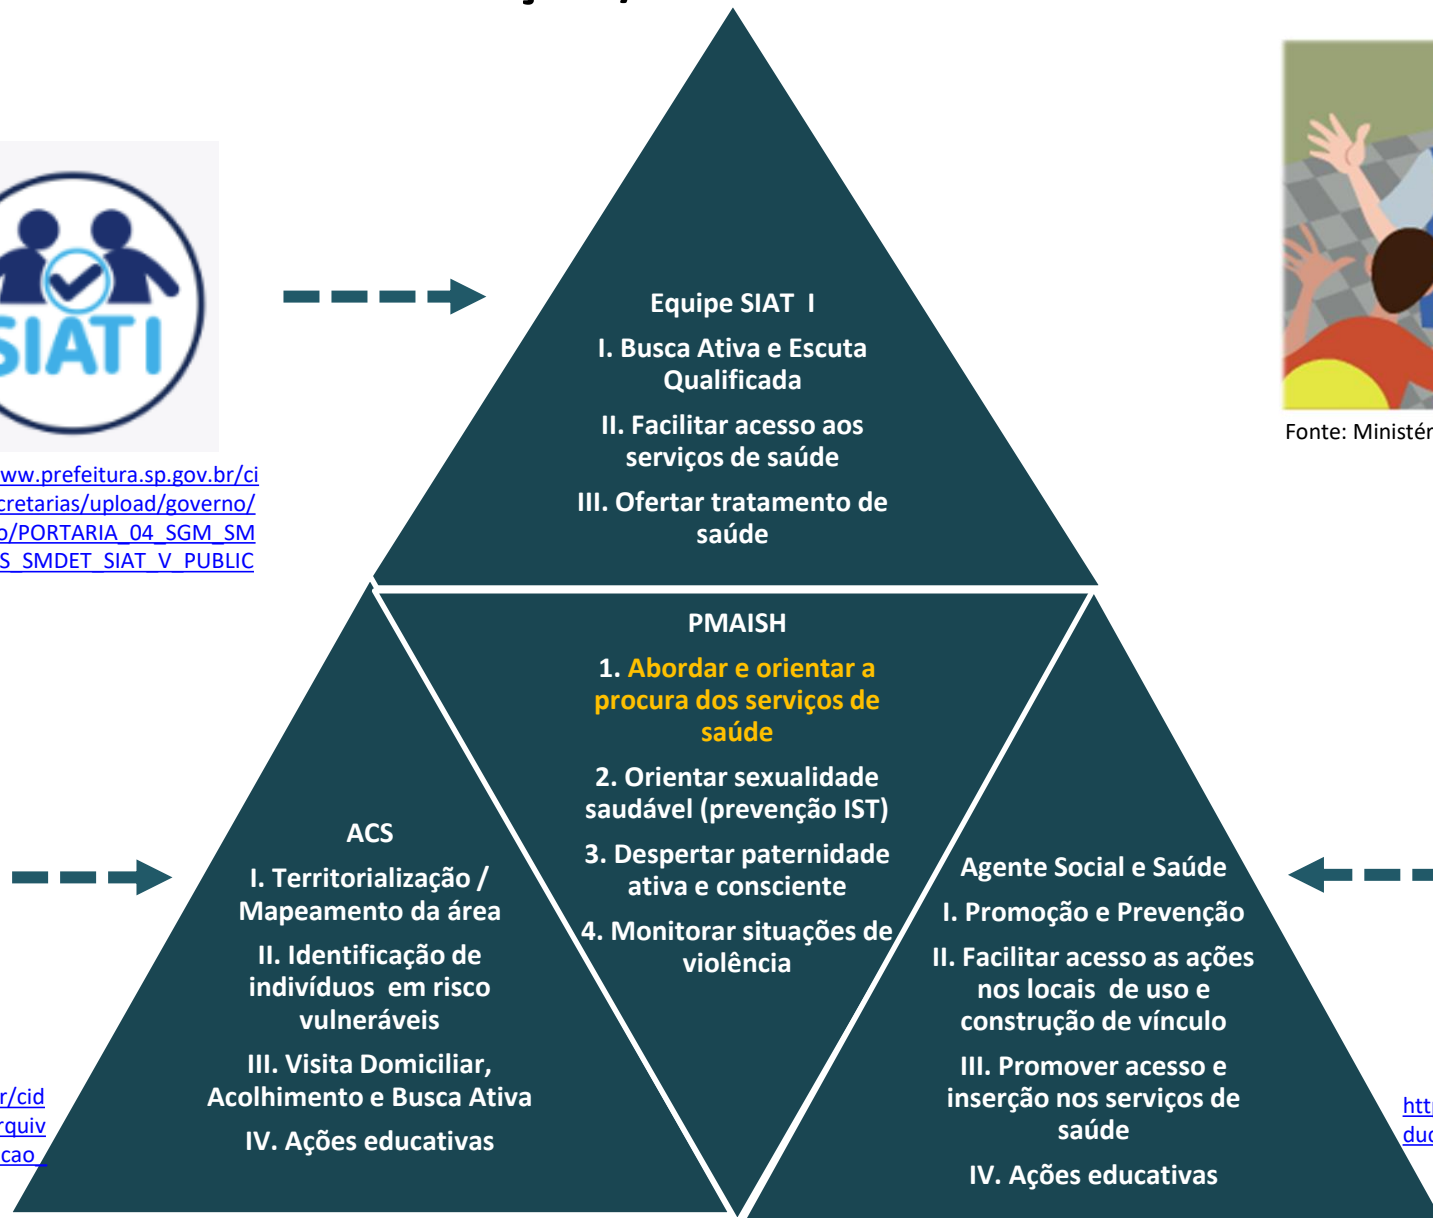 SIAT I
ww.prefeitura.sp.gov.br/ci
cretarias/upload/governo/
o/PORTARIA_04_SGM_SM
S_SMDET_SIAT_V_PUBLIC
Fonte: Ministér
Equipe SIAT I
I. Busca Ativa e Escuta
Qualificada
II. Facilitar acesso aos
serviços de saúde
III. Ofertar tratamento de
saúde
PMAISH
1. Abordar e orientar a
procura dos serviços de
saúde
2. Orientar sexualidade
saudável (prevenção IST)
3. Despertar paternidade
ativa e consciente
4. Monitorar situações de
violência
ACS
I. Territorialização /
Mapeamento da área
II. Identificação de
indivíduos em risco
vulneráveis
III. Visita Domiciliar,
Acolhimento e Busca Ativa
IV. Ações educativas
Agente Social e Saúde
I. Promoção e Prevenção
II. Facilitar acesso as ações
nos locais de uso e
construção de vínculo
III. Promover acesso e
inserção nos serviços de
saúde
IV. Ações educativas
r/cid
rquiv
cao_
http
duc